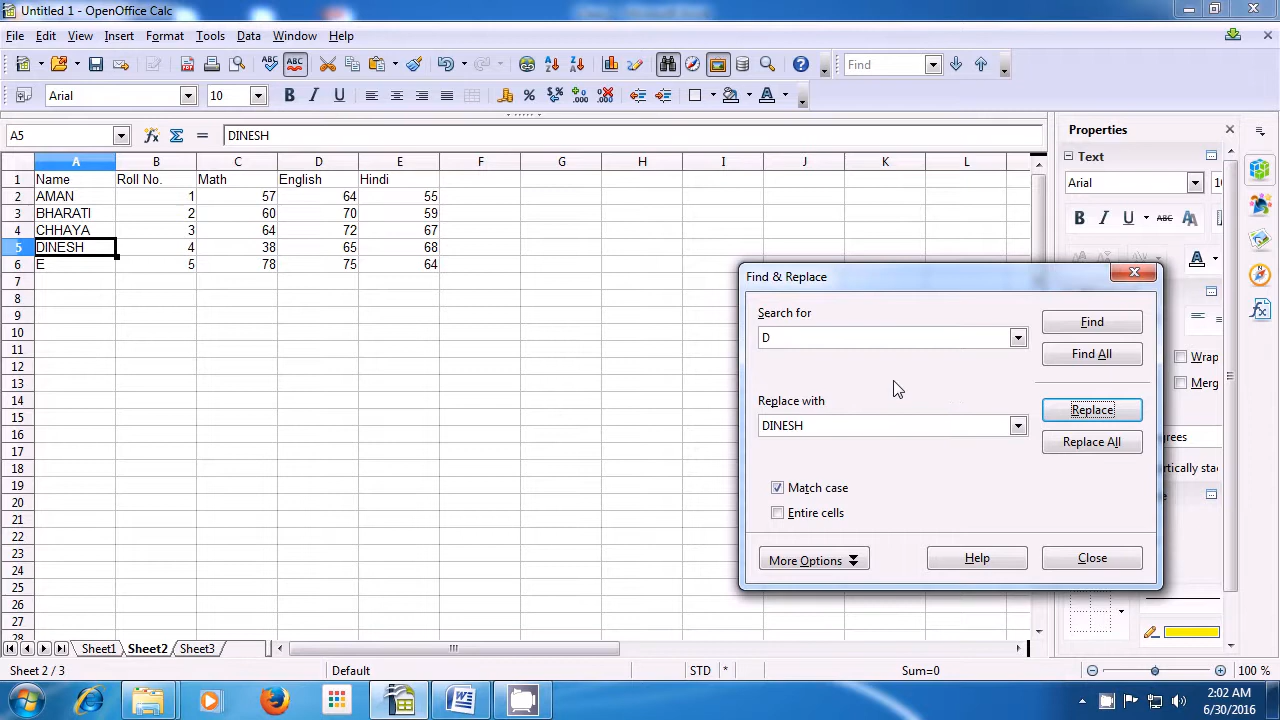 Untitled 1 - OpenOffice Calc
File Edit View Insert Format Tools Data Window Help
ABC ABC Find
Arial 10 B I U
A5 DINESH
Properties
Text
Arial
B I U ABC
A B C D E F G H I J K L
1 Name Roll No. Math English Hindi
2 AMAN 1 57 64 55
3 BHARATI 2 60 70 59
4 CHHAYA 3 64 72 67
5 DINESH 4 38 65 68
6 E 5 78 75 64
7
8
9
10
11
12
13
14
15
16
17
18
19
20
21
22
23
24
25
26
27
28
Find & Replace
Search for
D
Find
Find All
Replace with
DINESH
Replace
Replace All
Match case
Entire cells
More Options Help Close
Wrap
Merg
grees
rtically sta
Sheet1 Sheet2 Sheet3
Sheet 2 / 3 Default STD * Sum=0 100 %
2:02 AM
6/30/2016